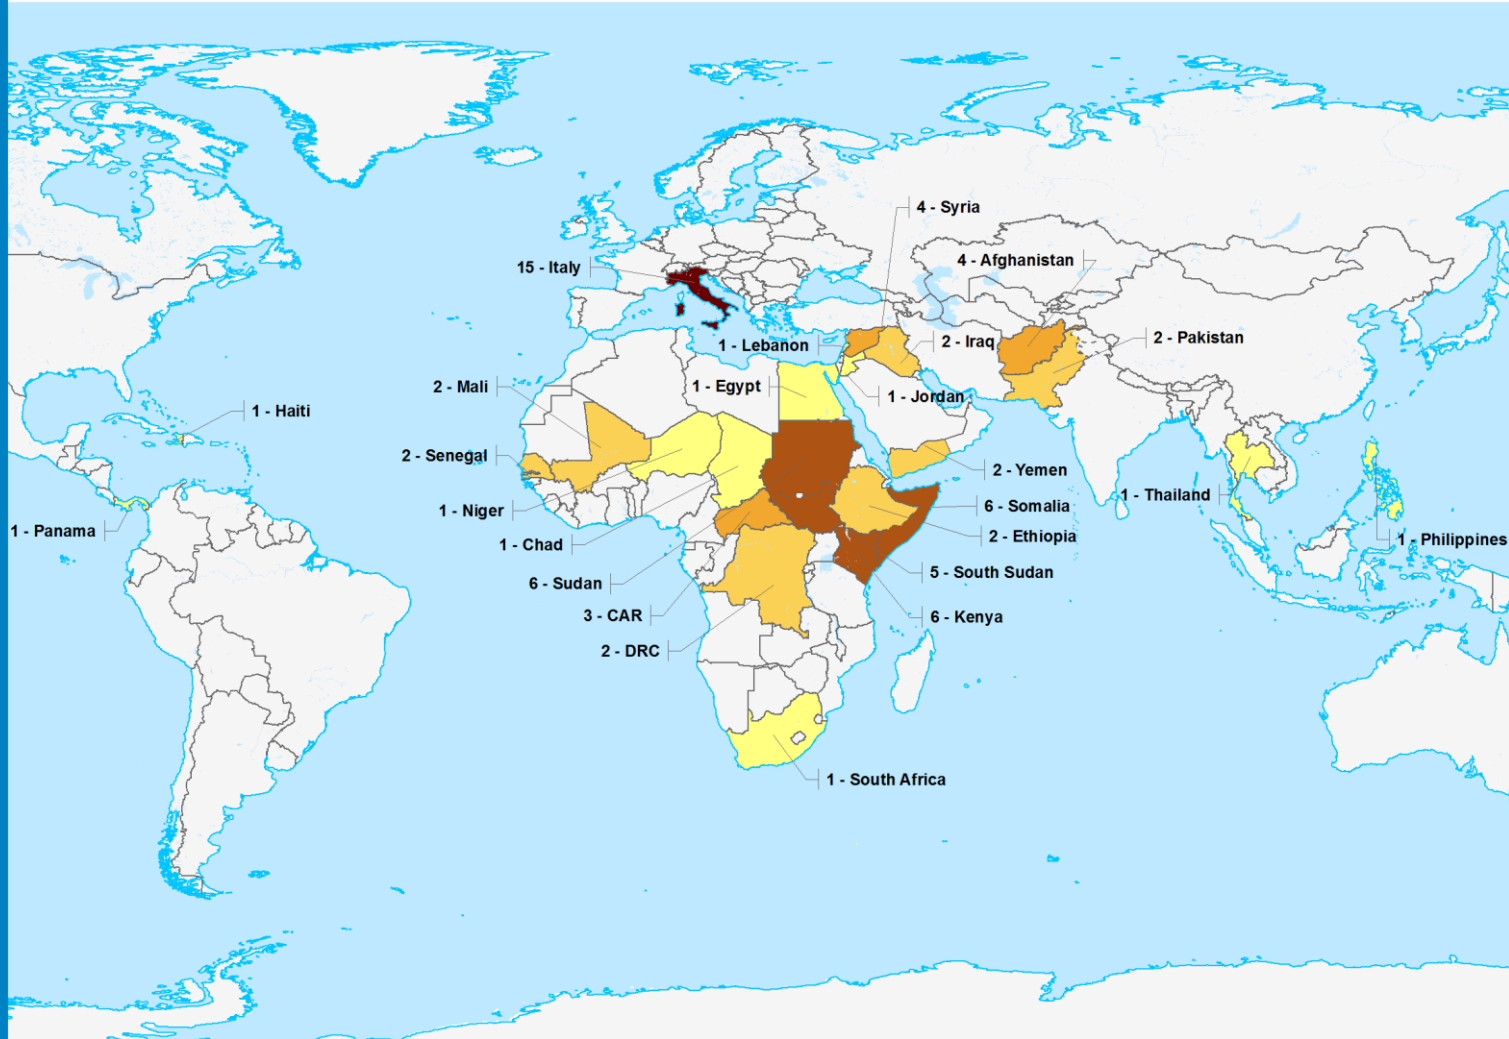 4 - Syria
4 - Afghanistan
15 - Italy
1 - Lebanon
2 - Iraq
2 - Pakistan
2 - Mali
1 - Egypt
1 - Jordan
1 - Haiti
2 - Senegal
2 - Yemen
1 - Thailand
1 - Niger
6 - Somalia
1 - Panama
2 - Ethiopia
1 - Philippines
1 - Chad
5 - South Sudan
6 - Sudan
3 - CAR
6 - Kenya
2 - DRC
1 - South Africa